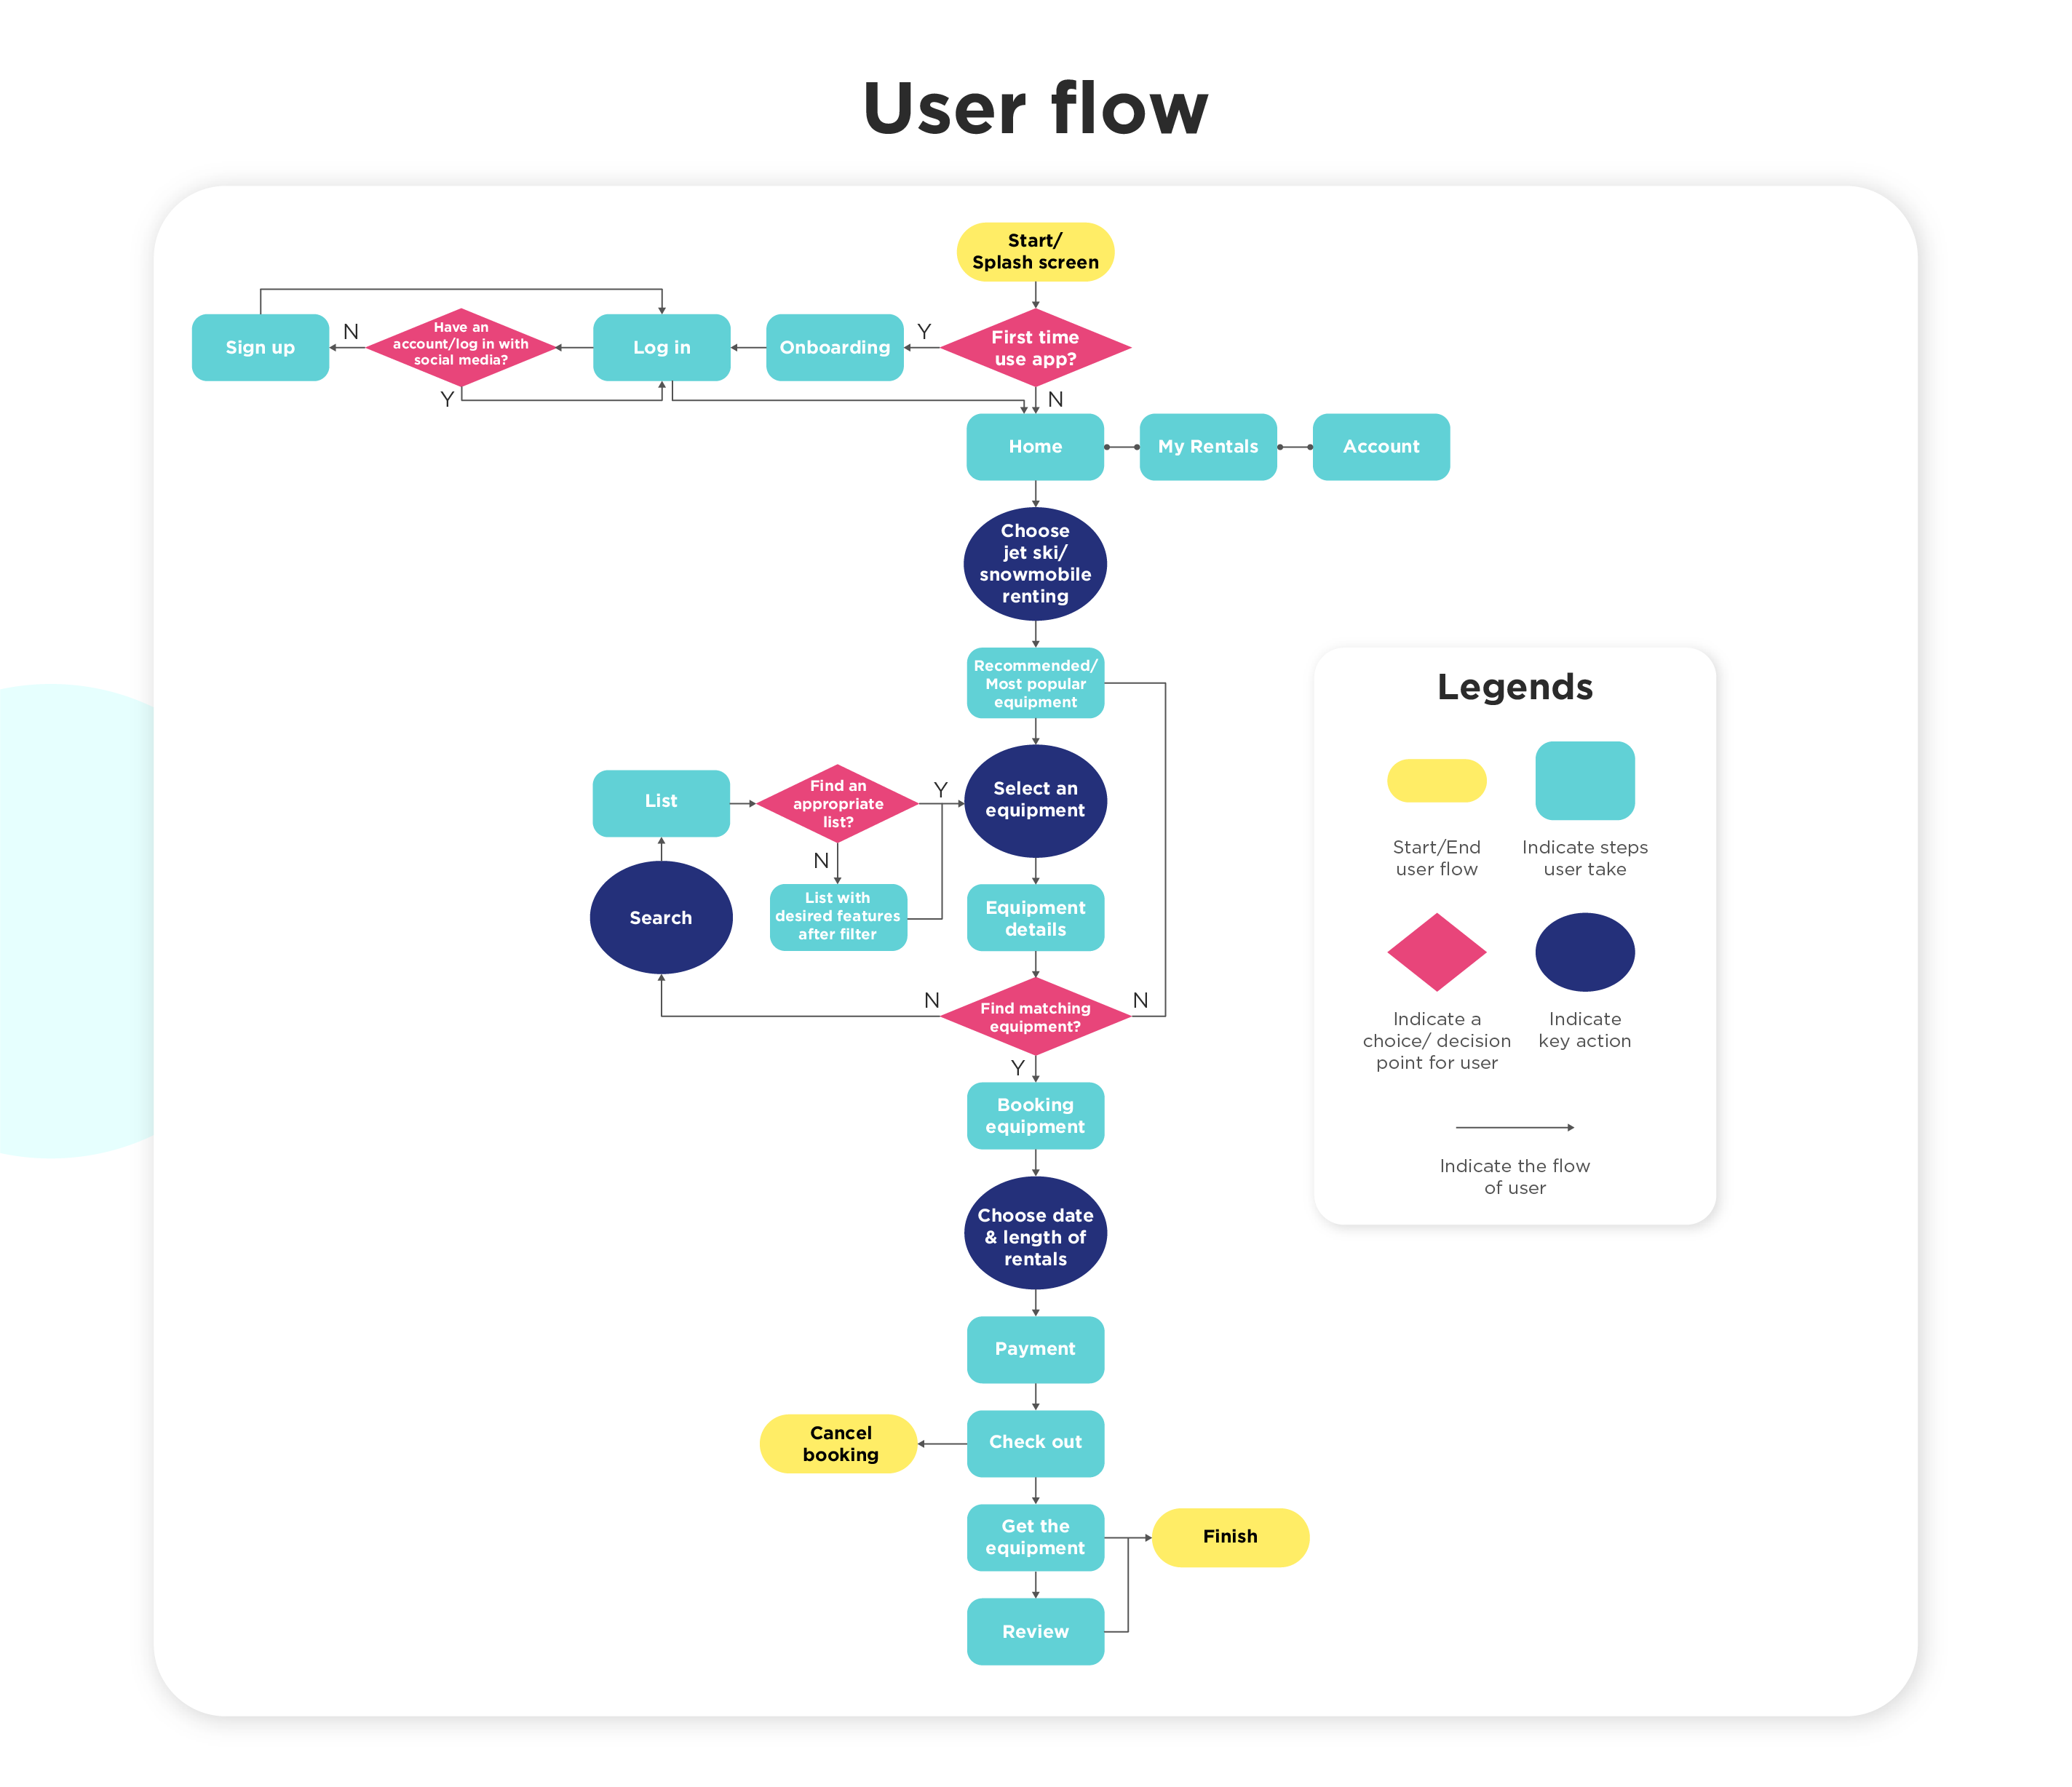 User flow
Start/
Splash screen
Sign up
N
Have an
account/log in with
social media?
Y
Log in
Onboarding
Y
First time
use app?
N
Home
My Rentals
Account
Choose
jet ski/
snowmobile
renting
Recommended/
Most popular
equipment
List
Find an
appropriate
list?
Y
N
Select an
equipment
Search
List with
desired features
after filter
Equipment
details
N
Find matching
equipment?
N
Y
Booking
equipment
Choose date
& length of
rentals
Payment
Cancel
booking
Check out
Get the
equipment
Finish
Review
Legends
Start/End
user flow
Indicate steps
user take
Indicate a
choice/ decision
point for user
Indicate
key action
Indicate the flow
of user